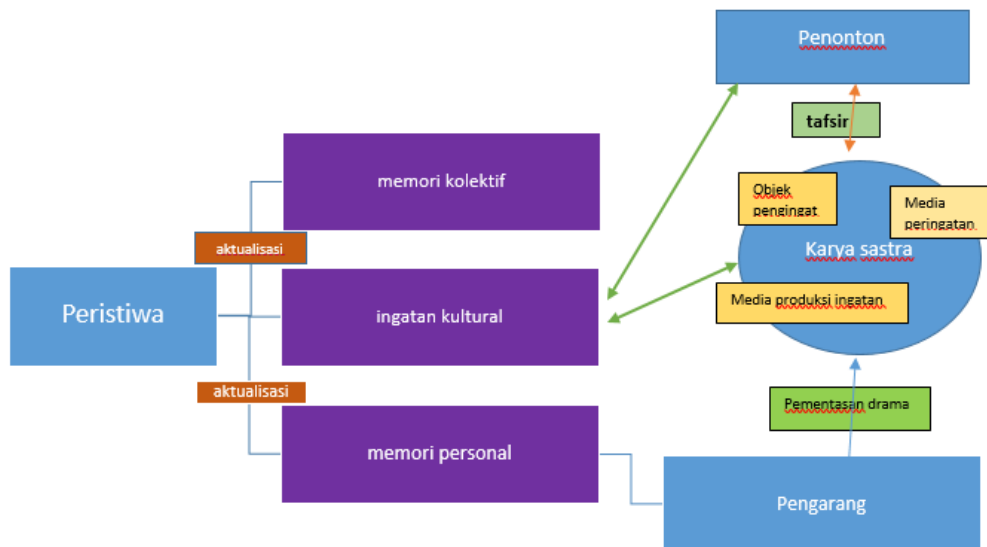 Penonton
tafsir
memori kolektif
Objek
pengingat
Media
peringatan
aktualisasi
Karya sastra
Peristiwa
ingatan kultural
Media produksi ingatan
aktualisasi
Pementasan drama
memori personal
Pengarang